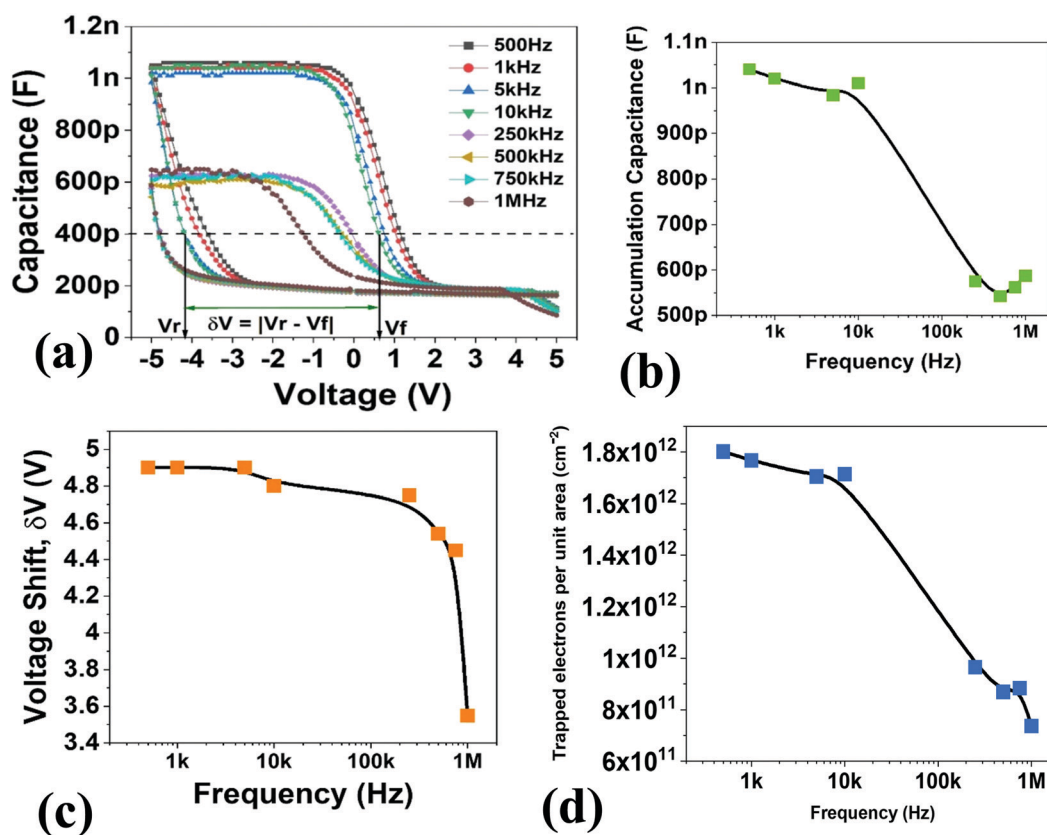 1.2n
1n
800p
600p
400p
200p
0
Capacitance (F)
500Hz
1kHz
5kHz
10kHz
250kHz
500kHz
750kHz
1MHz
Vr
δV = |Vr - Vf|
Vf
-5 -4 -3 -2 -1 0 1 2 3 4 5
Voltage (V)
(a)
1.1n
1n
900p
800p
700p
600p
500p
Accumulation Capacitance (F)
1k 10k 100k 1M
Frequency (Hz)
(b)
5
4.8
4.6
4.4
4.2
4
3.8
3.6
3.4
Voltage Shift, δV (V)
1k 10k 100k 1M
Frequency (Hz)
(c)
1.8x10¹²
1.6x10¹²
1.4x10¹²
1.2x10¹²
1x10¹²
8x10¹¹
6x10¹¹
Trapped electrons per unit area (cm⁻²)
1k 10k 100k 1M
Frequency (Hz)
(d)